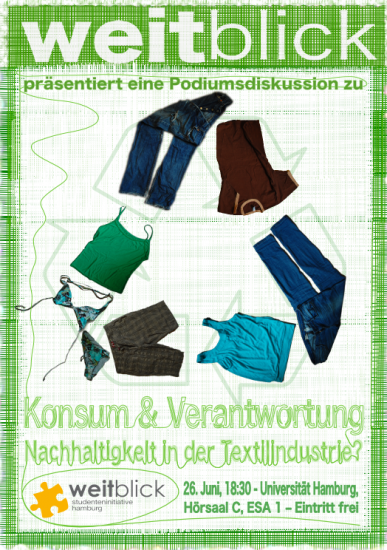 weitblick
präsentiert eine Podiumsdiskussion zu
Konsum & Verantwortung
Nachhaltigkeit in der Textilindustrie?
weitblick
studenteninitiative
hamburg
26. Juni, 18:30 - Universität Hamburg,
Hörsaal C, ESA 1 – Eintritt frei